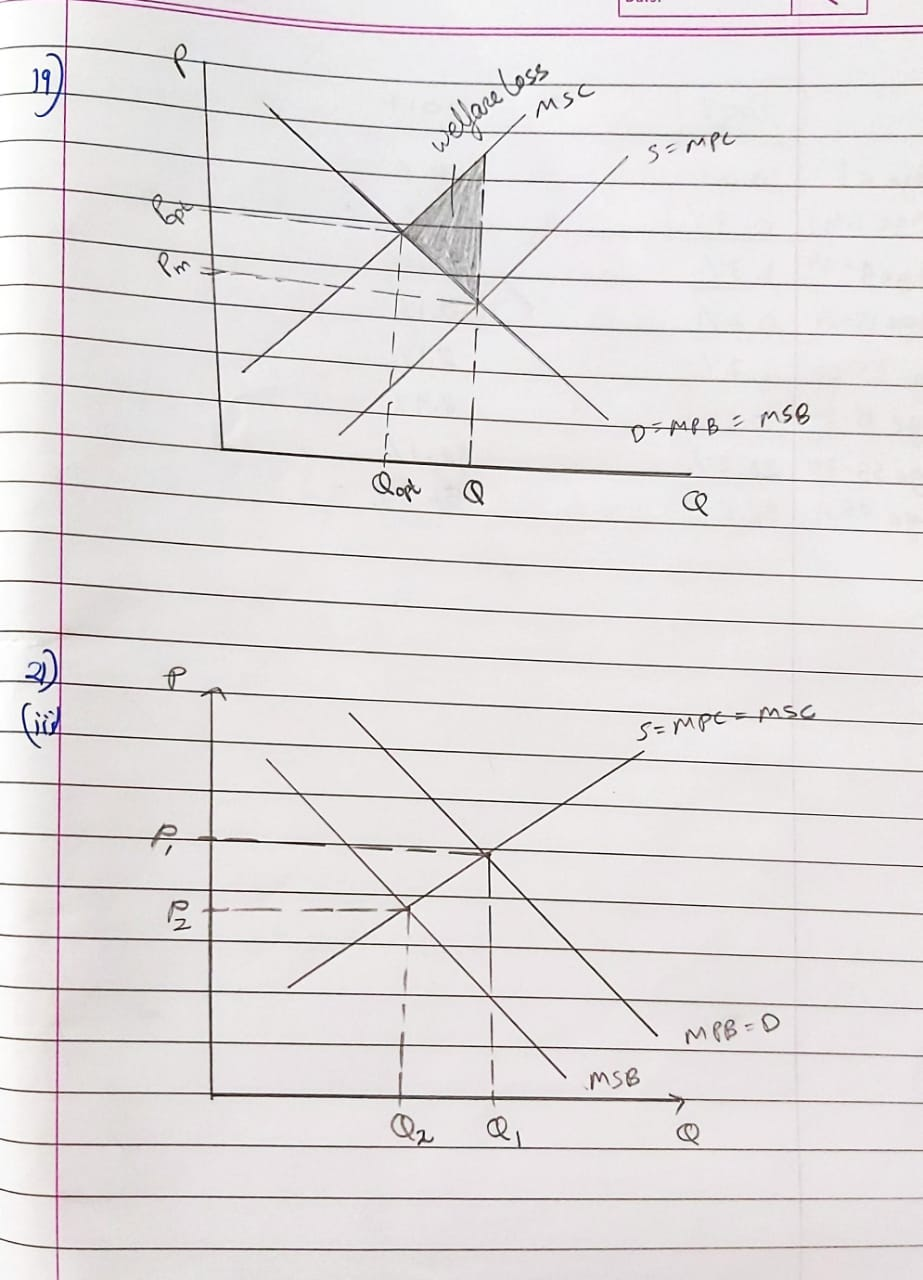 19)
P
welfare loss
MSC
S = MPC
Popt
Pm
D = MPB = MSB
Qopt
Q
Q
21)
(iii)
P
S = MPC = MSC
P1
P2
MPB = D
MSB
Q2
Q1
Q